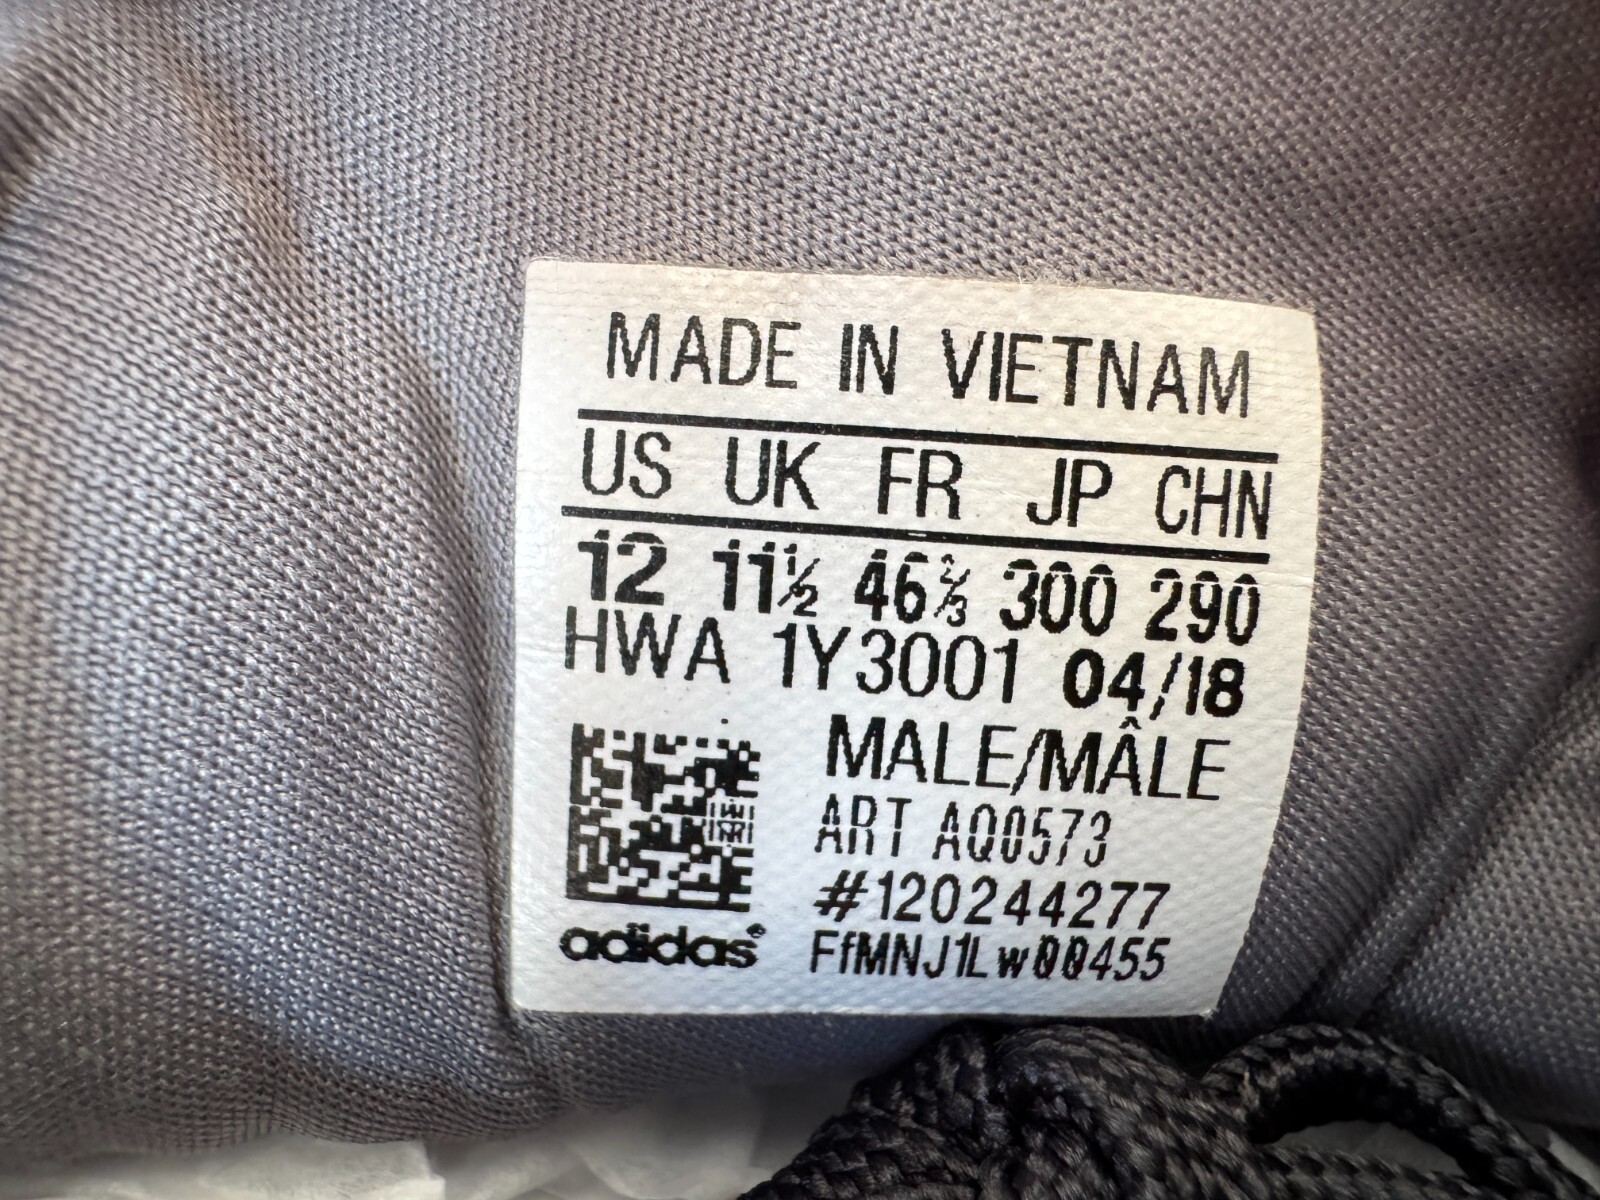 MADE IN VIETNAM
US UK FR JP CHN
12 11½ 46⅔ 300 290
HWA 1Y3001 04/18
MALE/MÂLE
ART AQ0573
#120244277
FfMNJ1Lw00455
adidas®